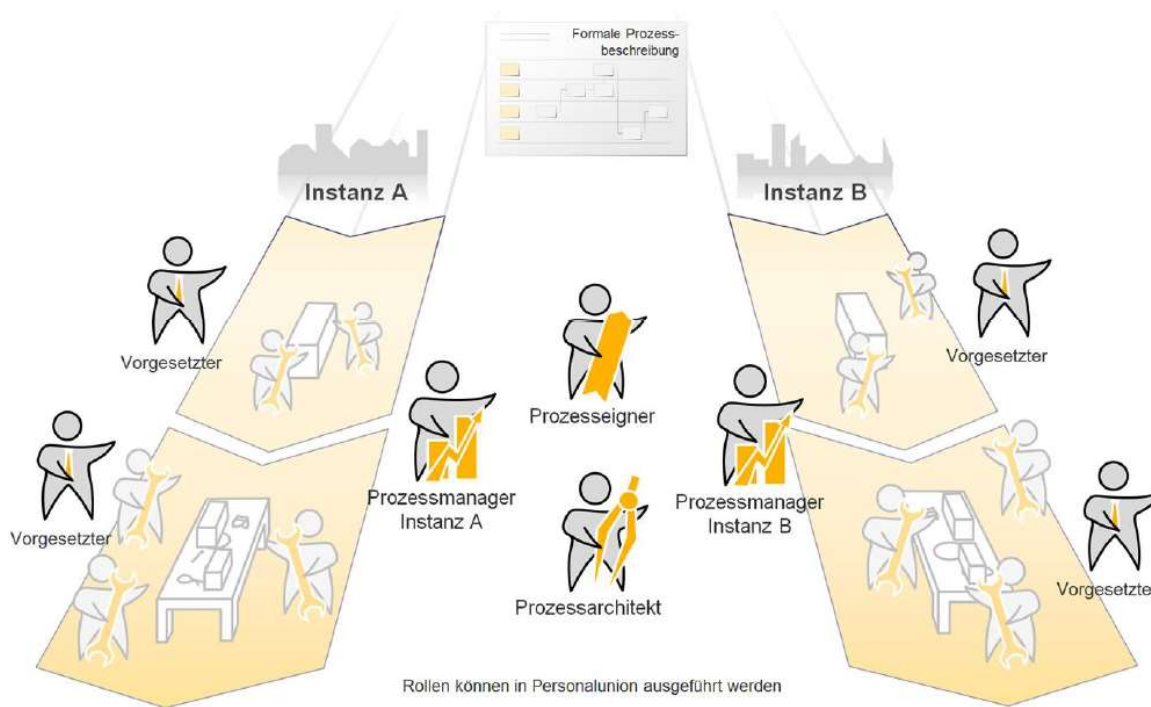 Formale Prozess-
beschreibung
Instanz A
Instanz B
Vorgesetzter
Vorgesetzter
Prozesseigner
Vorgesetzter
Prozessmanager
Instanz A
Prozessmanager
Instanz B
Vorgesetzter
Prozessarchitekt
Rollen können in Personalunion ausgeführt werden